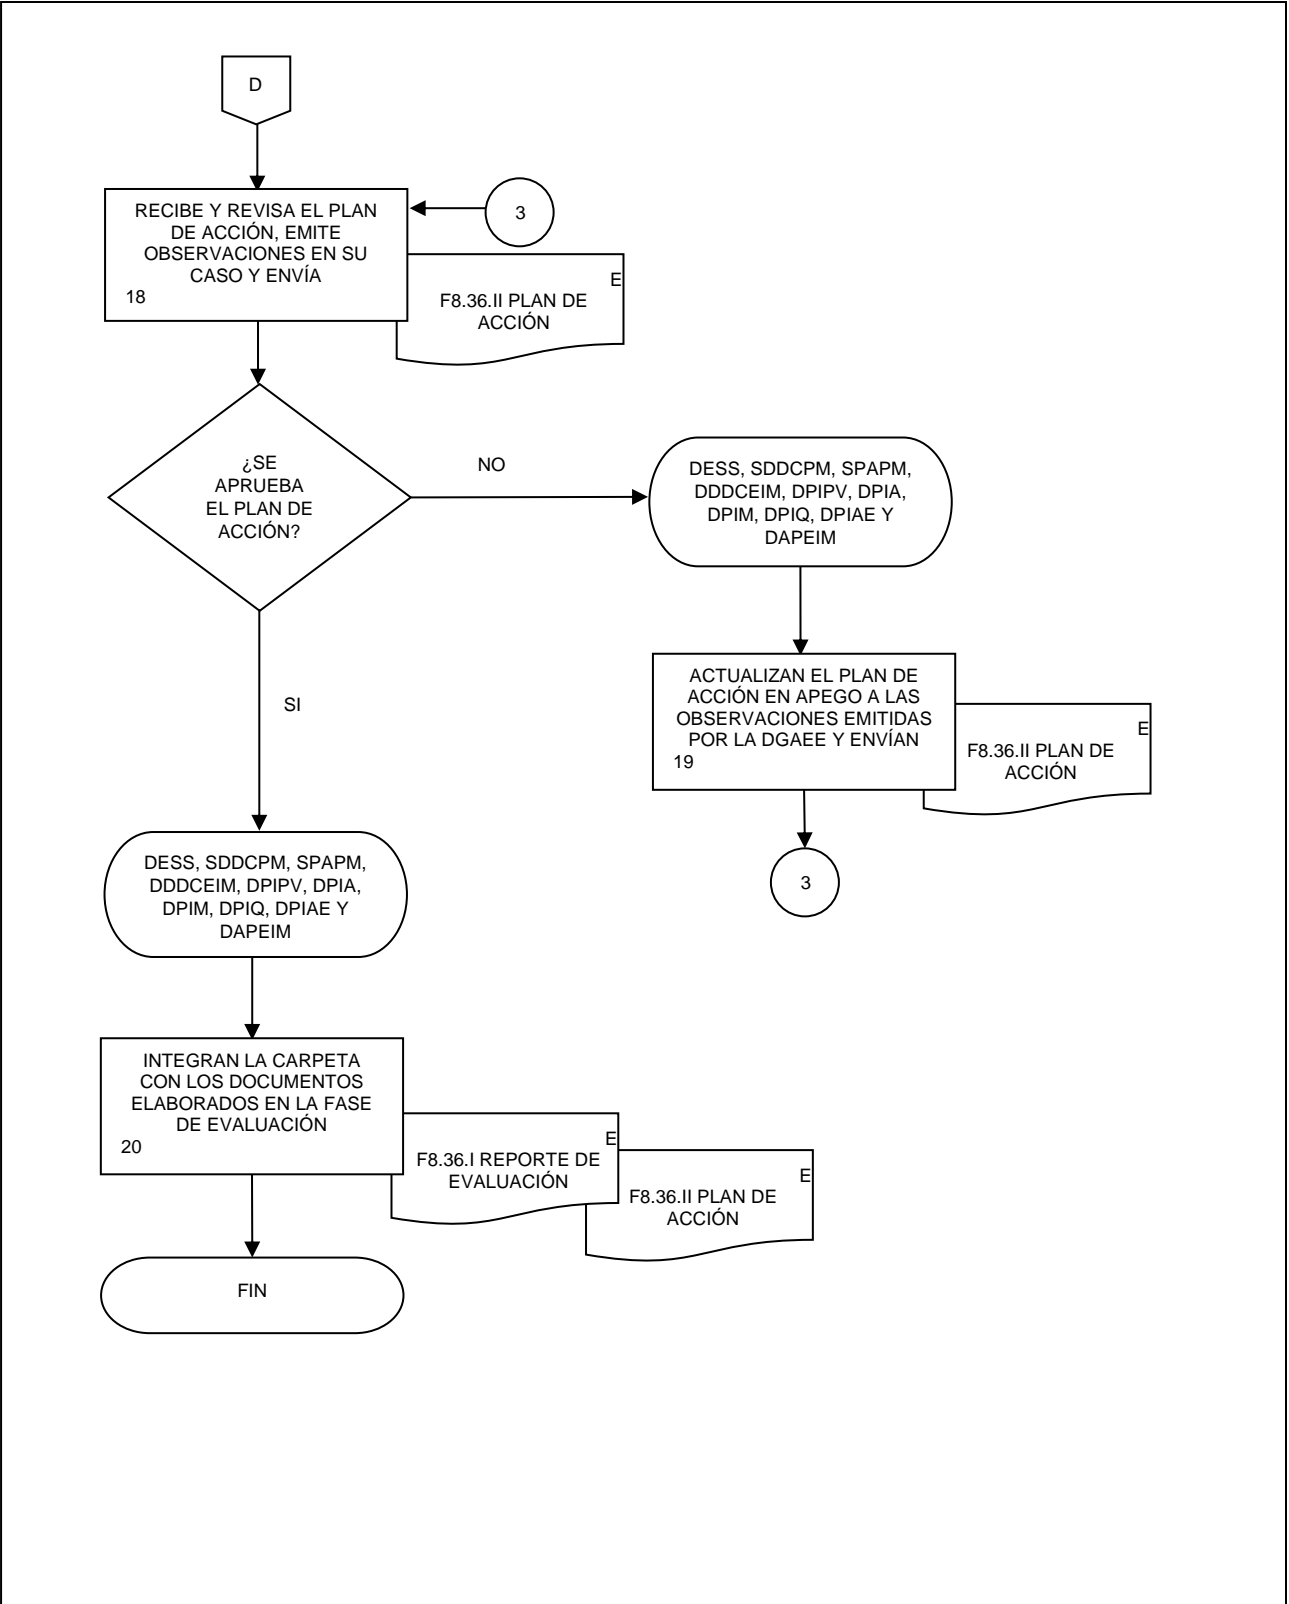 D
RECIBE Y REVISA EL PLAN
DE ACCIÓN, EMITE
OBSERVACIONES EN SU
CASO Y ENVÍA
18
3
E
F8.36.II PLAN DE
ACCIÓN
¿SE
APRUEBA
EL PLAN DE
ACCIÓN?
NO
DESS, SDDCPM, SPAPM,
DDDCEIM, DPIPV, DPIA,
DPIM, DPIQ, DPIAE Y
DAPEIM
ACTUALIZAN EL PLAN DE
ACCIÓN EN APEGO A LAS
OBSERVACIONES EMITIDAS
POR LA DGAEE Y ENVÍAN
19
E
F8.36.II PLAN DE
ACCIÓN
3
SI
DESS, SDDCPM, SPAPM,
DDDCEIM, DPIPV, DPIA,
DPIM, DPIQ, DPIAE Y
DAPEIM
INTEGRAN LA CARPETA
CON LOS DOCUMENTOS
ELABORADOS EN LA FASE
DE EVALUACIÓN
20
E
F8.36.I REPORTE DE
EVALUACIÓN
E
F8.36.II PLAN DE
ACCIÓN
FIN